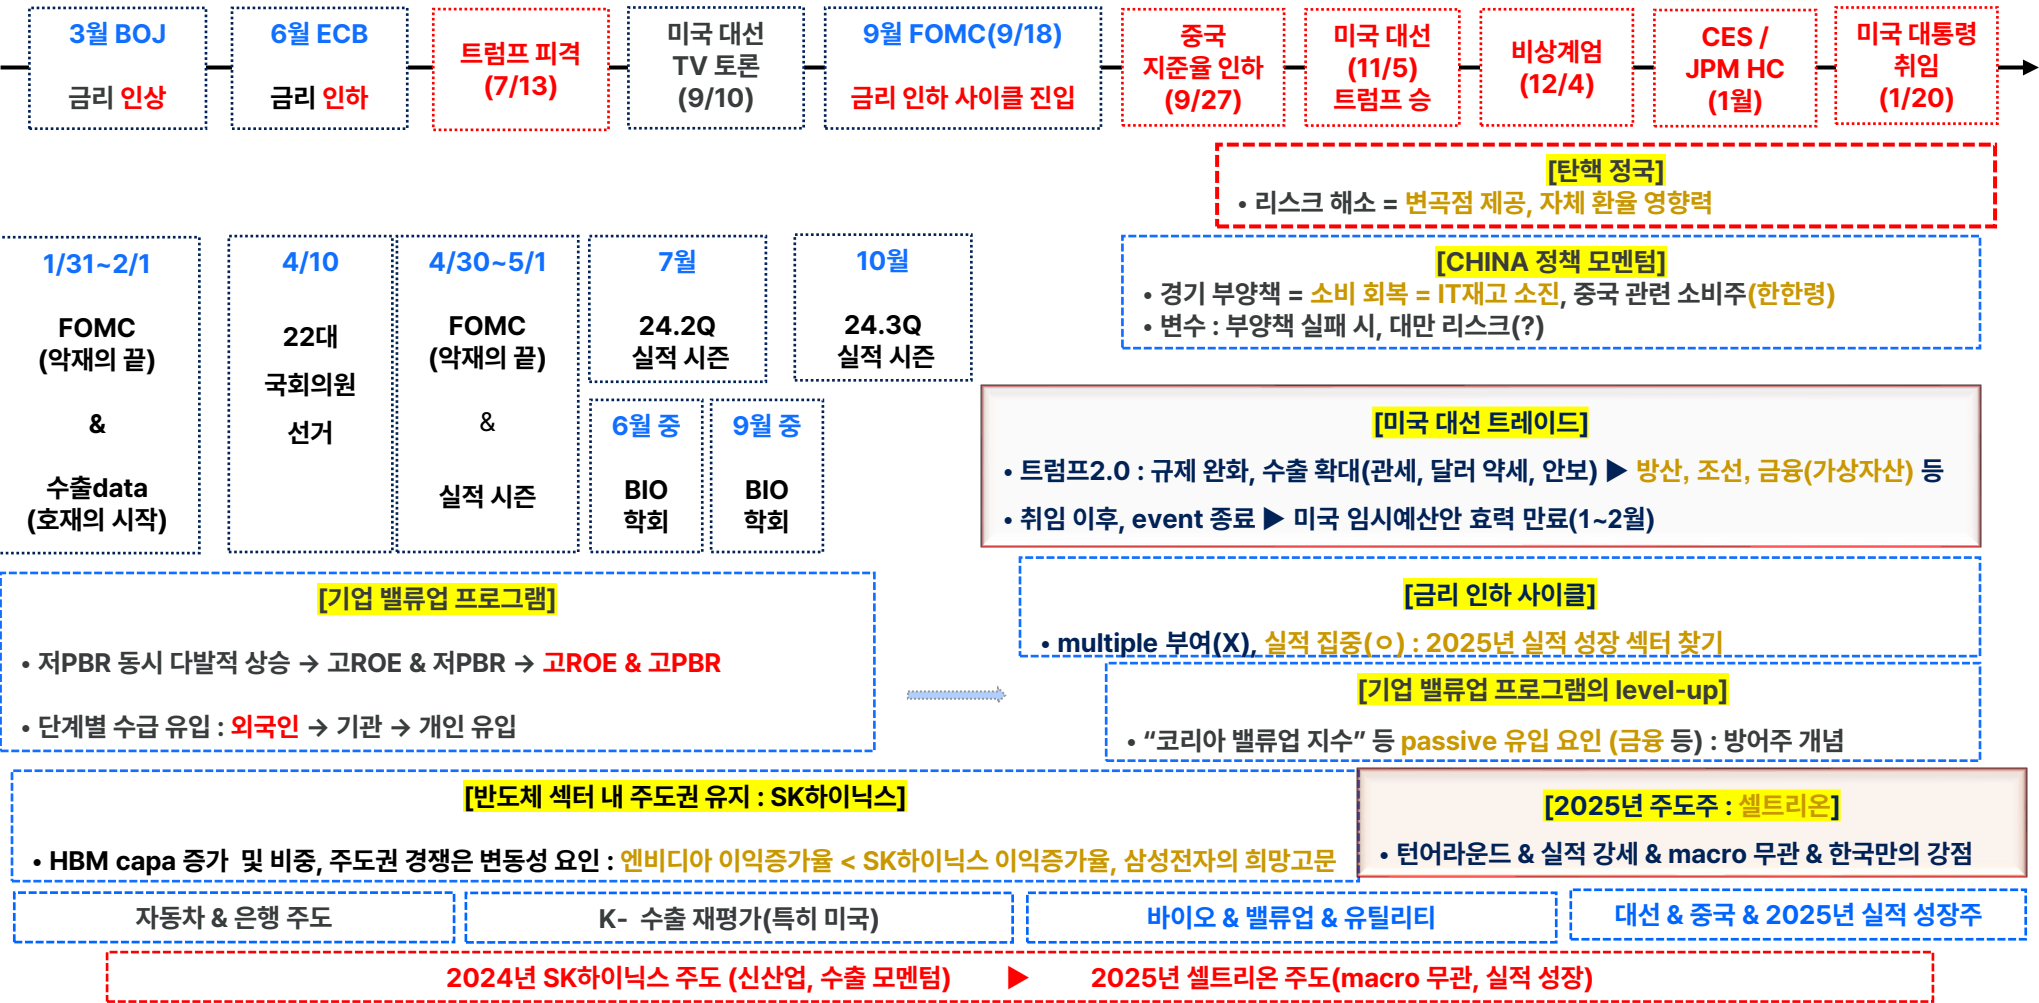 3월 BOJ
금리 인상
6월 ECB
금리 인하
트럼프 피격
(7/13)
미국 대선
TV 토론
(9/10)
9월 FOMC(9/18)
금리 인하 사이클 진입
중국
지준율 인하
(9/27)
미국 대선
(11/5)
트럼프 승
비상계엄
(12/4)
CES /
JPM HC
(1월)
미국 대통령
취임
(1/20)
[탄핵 정국]
• 리스크 해소 = 변곡점 제공, 자체 환율 영향력
1/31~2/1
FOMC
(악재의 끝)
&
수출data
(호재의 시작)
4/10
22대
국회의원
선거
4/30~5/1
FOMC
(악재의 끝)
&
실적 시즌
7월
24.2Q
실적 시즌
10월
24.3Q
실적 시즌
6월 중
BIO
학회
9월 중
BIO
학회
[CHINA 정책 모멘텀]
• 경기 부양책 = 소비 회복 = IT재고 소진, 중국 관련 소비주(한한령)
• 변수 : 부양책 실패 시, 대만 리스크(?)
[미국 대선 트레이드]
• 트럼프2.0 : 규제 완화, 수출 확대(관세, 달러 약세, 안보) ▶ 방산, 조선, 금융(가상자산) 등
• 취임 이후, event 종료 ▶ 미국 임시예산안 효력 만료(1~2월)
[기업 밸류업 프로그램]
• 저PBR 동시 다발적 상승 → 고ROE & 저PBR → 고ROE & 고PBR
• 단계별 수급 유입 : 외국인 → 기관 → 개인 유입
[금리 인하 사이클]
• multiple 부여(X), 실적 집중(ㅇ) : 2025년 실적 성장 섹터 찾기
[기업 밸류업 프로그램의 level-up]
• “코리아 밸류업 지수” 등 passive 유입 요인 (금융 등) : 방어주 개념
[반도체 섹터 내 주도권 유지 : SK하이닉스]
• HBM capa 증가 및 비중, 주도권 경쟁은 변동성 요인 : 엔비디아 이익증가율 < SK하이닉스 이익증가율, 삼성전자의 희망고문
[2025년 주도주 : 셀트리온]
• 턴어라운드 & 실적 강세 & macro 무관 & 한국만의 강점
자동차 & 은행 주도
K- 수출 재평가(특히 미국)
바이오 & 밸류업 & 유틸리티
대선 & 중국 & 2025년 실적 성장주
2024년 SK하이닉스 주도 (신산업, 수출 모멘텀) ▶ 2025년 셀트리온 주도(macro 무관, 실적 성장)